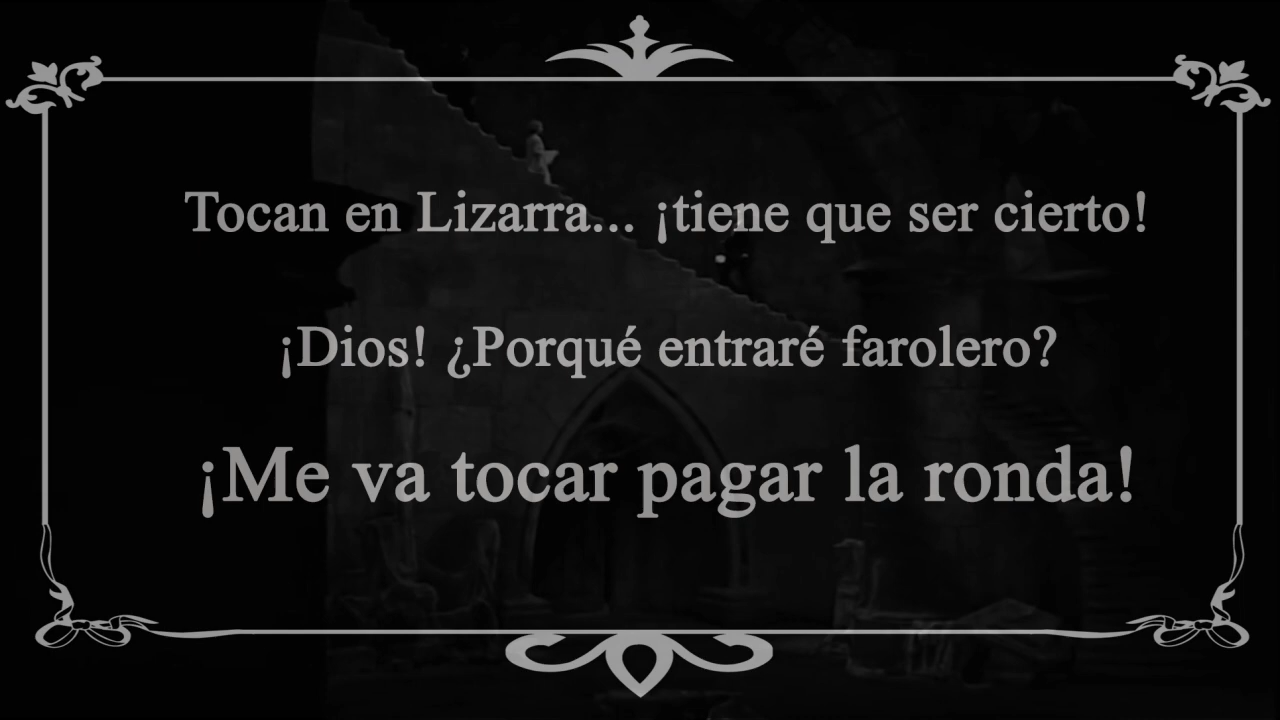 Tocan en Lizarra... ¡tiene que ser cierto!
¡Dios! ¿Porqué entraré farolero?
¡Me va tocar pagar la ronda!